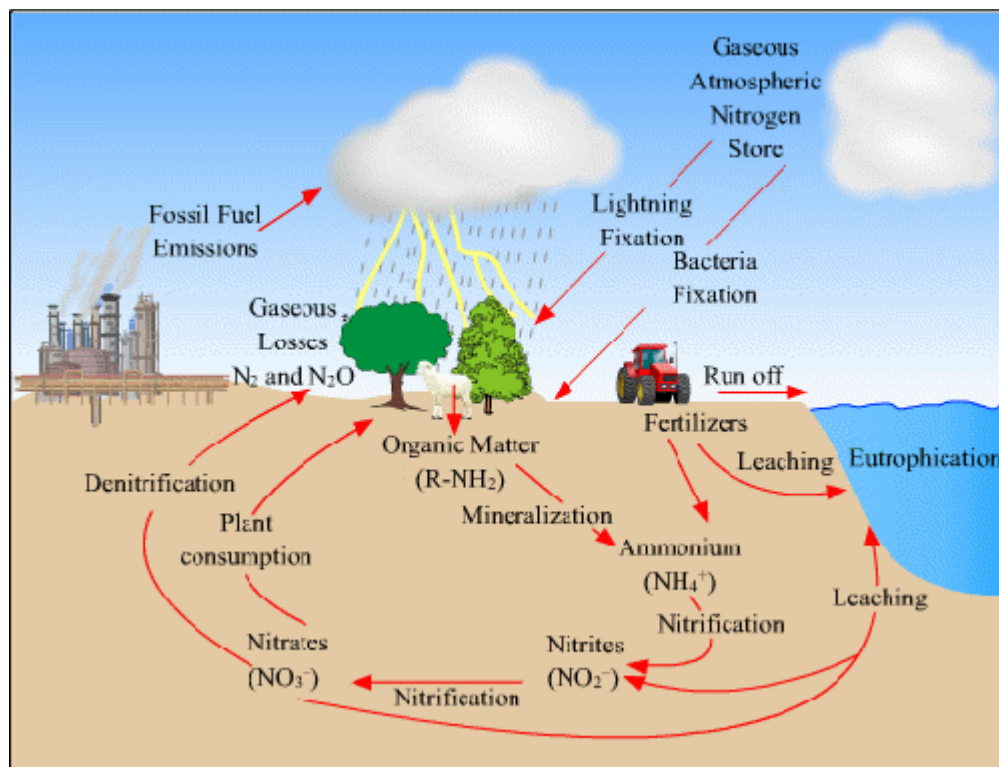 Gaseous
Atmospheric
Nitrogen
Store
Fossil Fuel
Emissions
Lightning
Fixation
Bacteria
Fixation
Gaseous
Losses
N₂ and N₂O
Run off
Fertilizers
Organic Matter
(R-NH₂)
Leaching
Eutrophication
Denitrification
Plant
consumption
Mineralization
Ammonium
(NH₄⁺)
Leaching
Nitrification
Nitrates
(NO₃⁻)
Nitrites
(NO₂⁻)
Nitrification